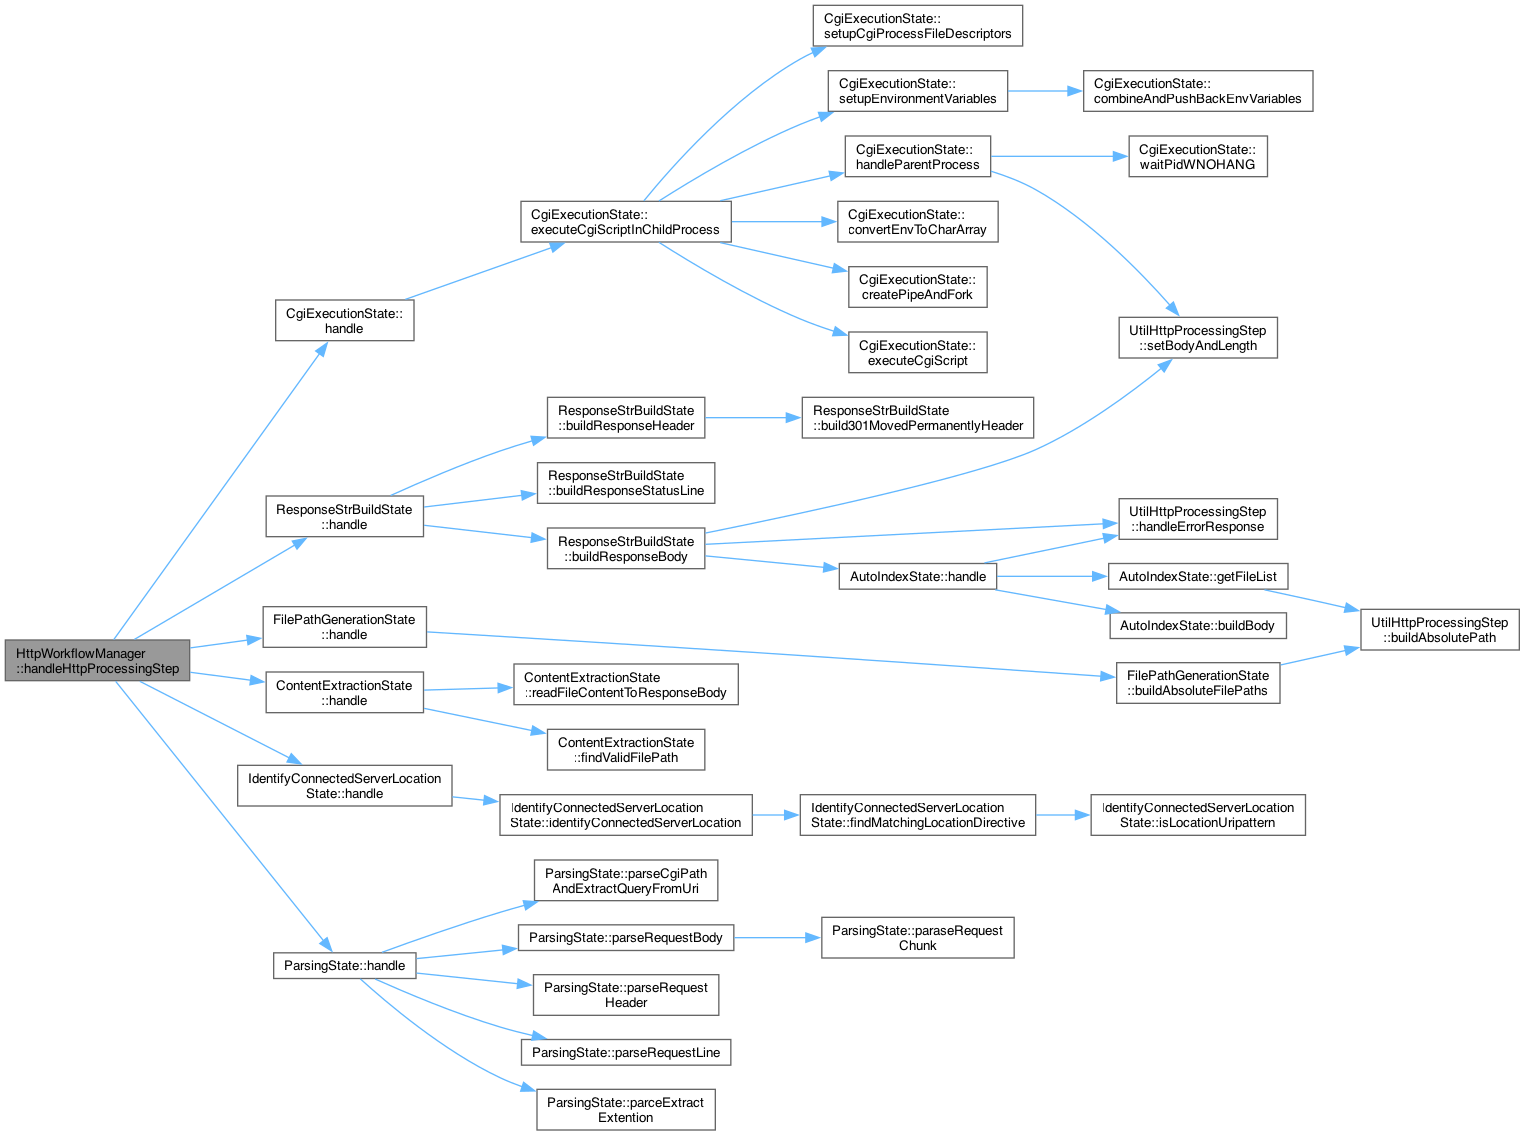 CgiExecutionState::
setupCgiProcessFileDescriptors
CgiExecutionState::
setupEnvironmentVariables
CgiExecutionState::
combineAndPushBackEnvVariables
CgiExecutionState::
handleParentProcess
CgiExecutionState::
waitPidWNOHANG
CgiExecutionState::
executeCgiScriptInChildProcess
CgiExecutionState::
convertEnvToCharArray
CgiExecutionState::
createPipeAndFork
CgiExecutionState::
handle
UtilHttpProcessingStep
::setBodyAndLength
CgiExecutionState::
executeCgiScript
ResponseStrBuildState
::buildResponseHeader
ResponseStrBuildState
::build301MovedPermanentlyHeader
ResponseStrBuildState
::buildResponseStatusLine
ResponseStrBuildState
::handle
UtilHttpProcessingStep
::handleErrorResponse
ResponseStrBuildState
::buildResponseBody
AutoIndexState::handle
AutoIndexState::getFileList
FilePathGenerationState
::handle
AutoIndexState::buildBody
UtilHttpProcessingStep
::buildAbsolutePath
HttpWorkflowManager
::handleHttpProcessingStep
ContentExtractionState
::handle
ContentExtractionState
::readFileContentToResponseBody
FilePathGenerationState
::buildAbsoluteFilePaths
ContentExtractionState
::findValidFilePath
IdentifyConnectedServerLocation
State::handle
IdentifyConnectedServerLocation
State::identifyConnectedServerLocation
IdentifyConnectedServerLocation
State::findMatchingLocationDirective
IdentifyConnectedServerLocation
State::isLocationUripattern
ParsingState::parseCgiPath
AndExtractQueryFromUri
ParsingState::parseRequestBody
ParsingState::paraseRequest
Chunk
ParsingState::handle
ParsingState::parseRequest
Header
ParsingState::parseRequestLine
ParsingState::parceExtract
Extention